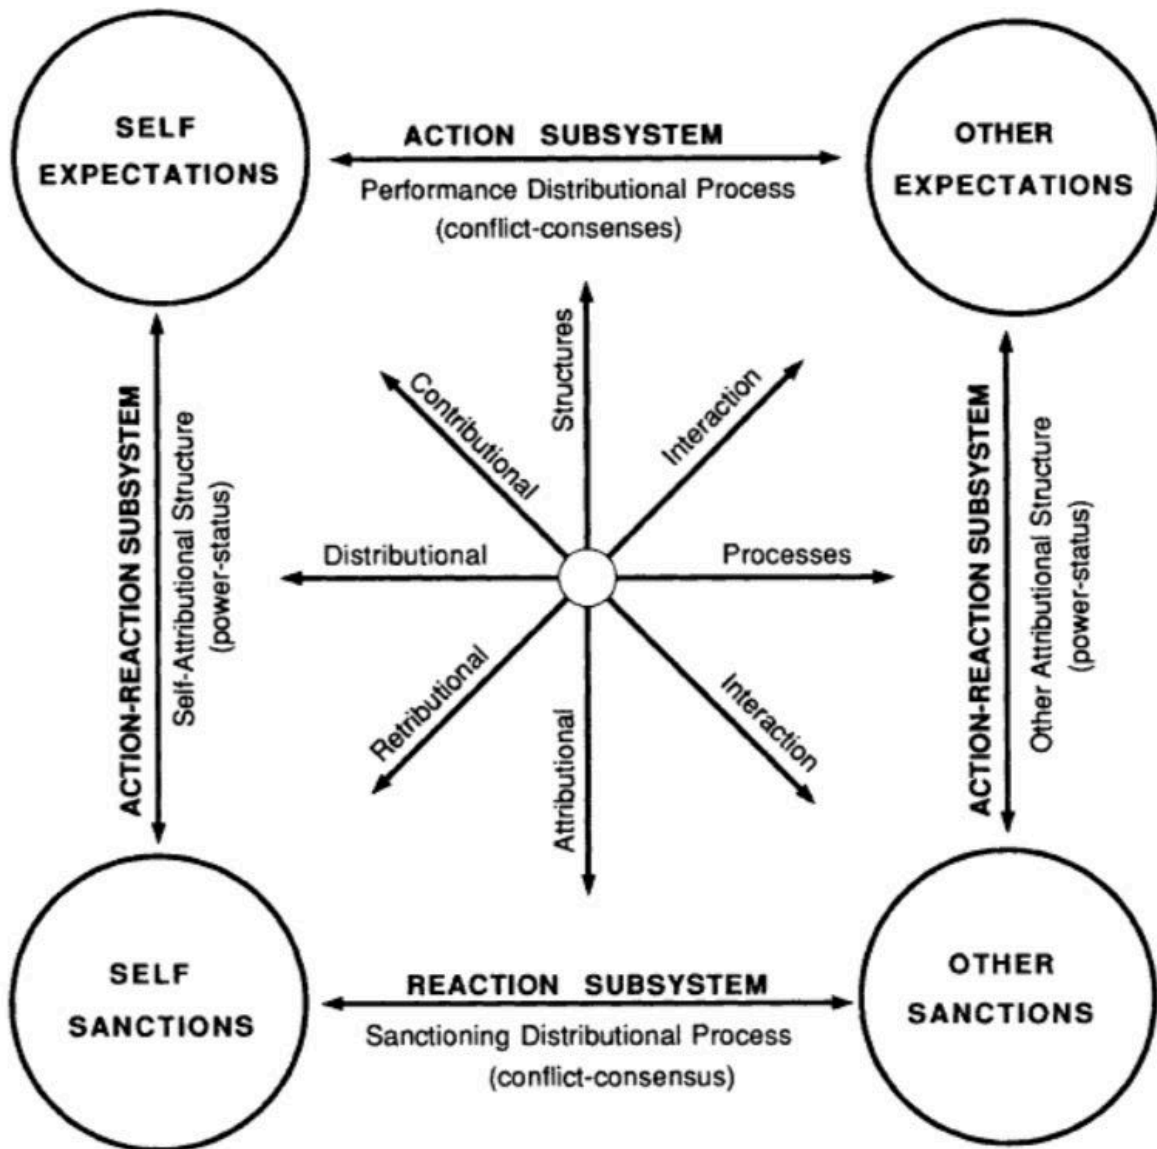 SELF
EXPECTATIONS
ACTION SUBSYSTEM
Performance Distributional Process
(conflict-consenses)
OTHER
EXPECTATIONS
ACTION-REACTION SUBSYSTEM
Self-Attributional Structure
(power-status)
Contributional
Structures
Interaction
Distributional
Processes
Retributional
Attributional
Interaction
ACTION-REACTION SUBSYSTEM
Other Attributional Structure
(power-status)
SELF
SANCTIONS
REACTION SUBSYSTEM
Sanctioning Distributional Process
(conflict-consensus)
OTHER
SANCTIONS